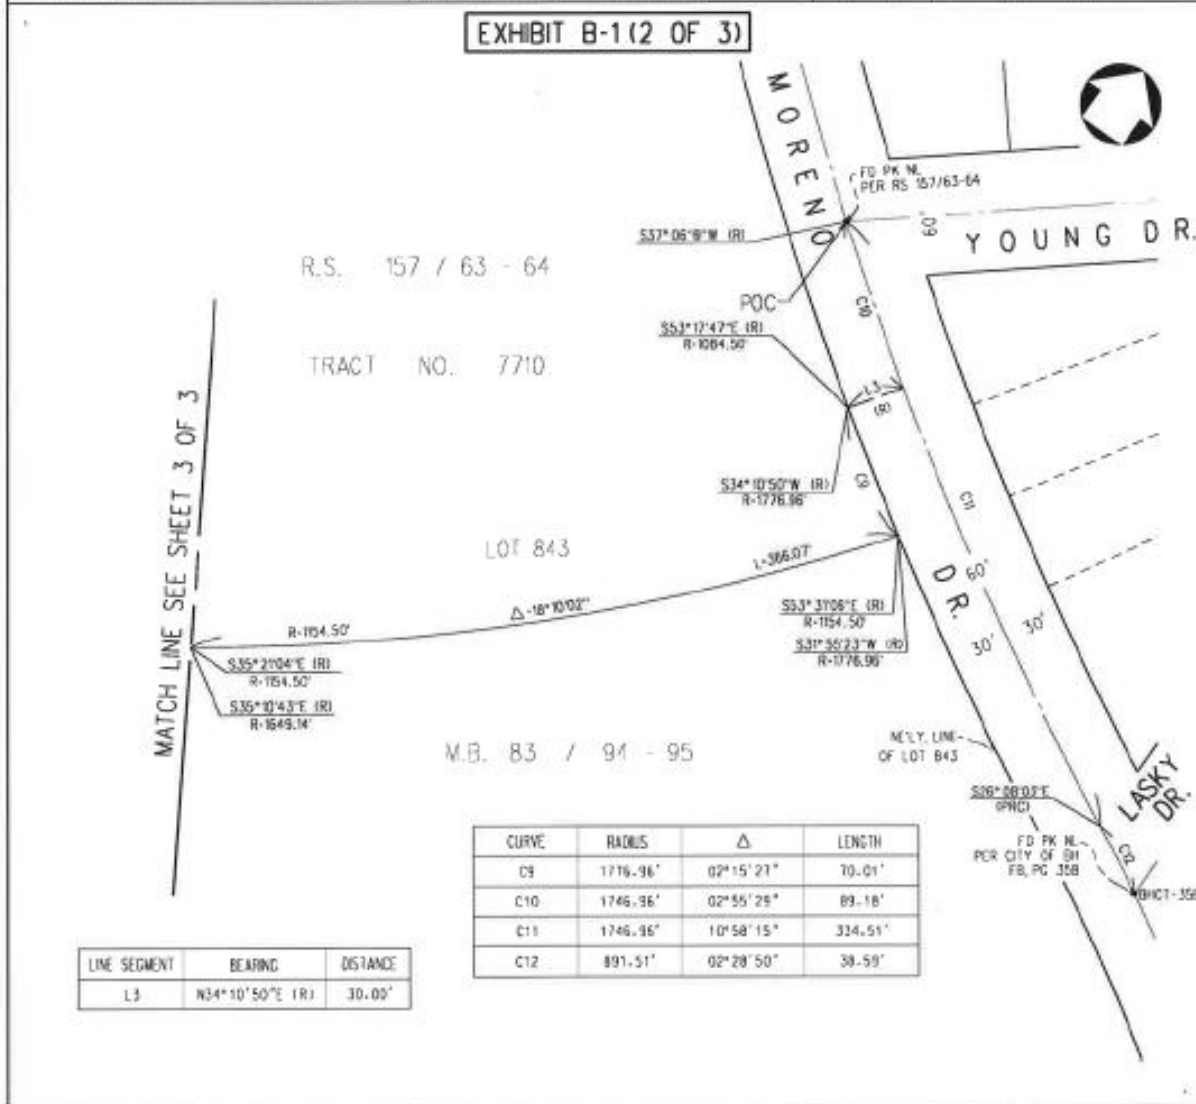 EXHIBIT B-1(2 OF 3)
MORENO
FD PK NL
PER RS 157/63-64
S37°06'18"W (R)
60'
YOUNG DR.
R.S. 157 / 63 - 64
POC
C10
S53°17'47"E (R)
R-1084.50'
TRACT NO. 7710
L3
(R)
MATCH LINE SEE SHEET 3 OF 3
S34°10'50"W (R)
R-1776.96'
C9
C11
LOT 843
L-366.07'
DR.
60'
Δ-18°10'02"
S53°31'06"E (R)
R-1154.50'
30'
30'
R-1154.50'
S31°55'23"W (R)
R-1776.96'
S35°21'04"E (R)
R-1154.50'
S35°10'43"E (R)
R-1649.14'
M.B. 83 / 94 - 95
NE'LY. LINE
OF LOT 843
S26°08'03"E
(PRC)
LASKY
DR.
FD PK NL
PER CITY OF BH
FB, PG 358
C12
BHCT-358
CURVE RADIUS Δ LENGTH
C9 1776.96' 02°15'27" 70.01'
C10 1746.96' 02°55'29" 89.18'
C11 1746.96' 10°58'15" 334.51'
C12 891.51' 02°28'50" 38.59'
LINE SEGMENT BEARING DISTANCE
L3 N34°10'50"E (R) 30.00'